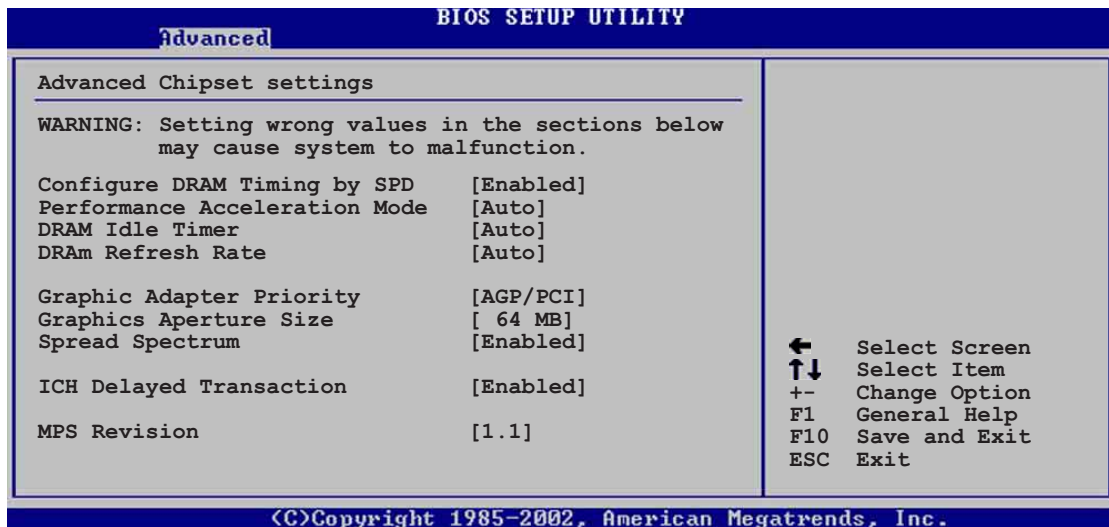 BIOS SETUP UTILITY
Advanced
Advanced Chipset settings
WARNING: Setting wrong values in the sections below
may cause system to malfunction.
Configure DRAM Timing by SPD [Enabled]
Performance Acceleration Mode [Auto]
DRAM Idle Timer [Auto]
DRAm Refresh Rate [Auto]
Graphic Adapter Priority [AGP/PCI]
Graphics Aperture Size [ 64 MB]
Spread Spectrum [Enabled]
ICH Delayed Transaction [Enabled]
MPS Revision [1.1]
← Select Screen
↑↓ Select Item
+- Change Option
F1 General Help
F10 Save and Exit
ESC Exit
(C)Copyright 1985-2002, American Megatrends, Inc.